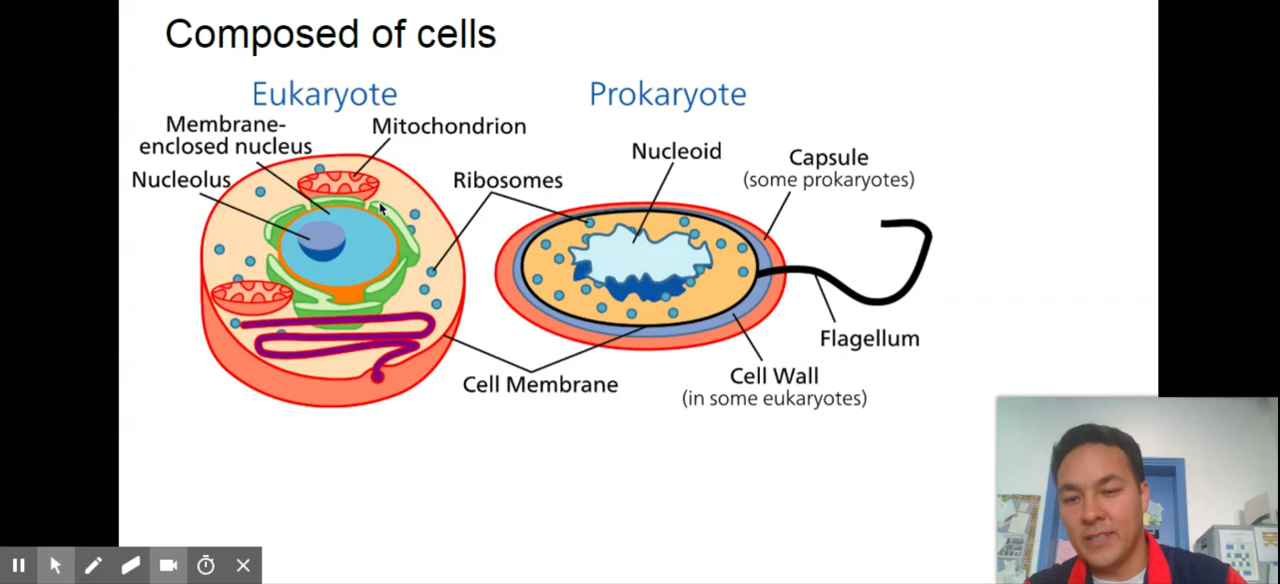 Composed of cells
Eukaryote
Prokaryote
Membrane-
enclosed nucleus
Mitochondrion
Nucleolus
Ribosomes
Nucleoid
Capsule
(some prokaryotes)
Flagellum
Cell Membrane
Cell Wall
(in some eukaryotes)